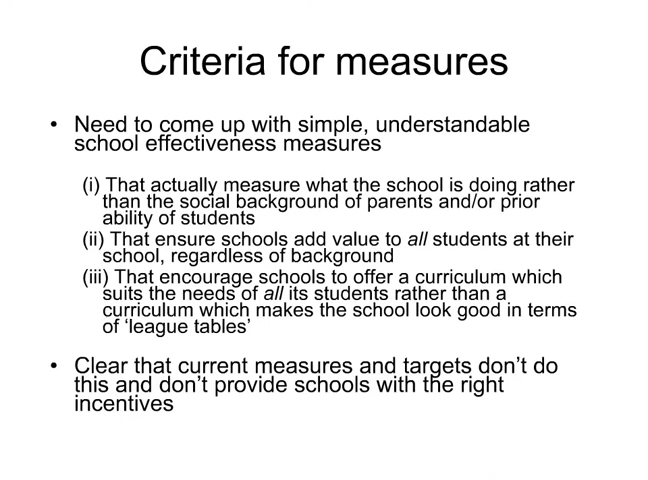 Criteria for measures
• Need to come up with simple, understandable
school effectiveness measures
(i) That actually measure what the school is doing rather
than the social background of parents and/or prior
ability of students
(ii) That ensure schools add value to all students at their
school, regardless of background
(iii) That encourage schools to offer a curriculum which
suits the needs of all its students rather than a
curriculum which makes the school look good in terms
of ‘league tables’
• Clear that current measures and targets don’t do
this and don’t provide schools with the right
incentives